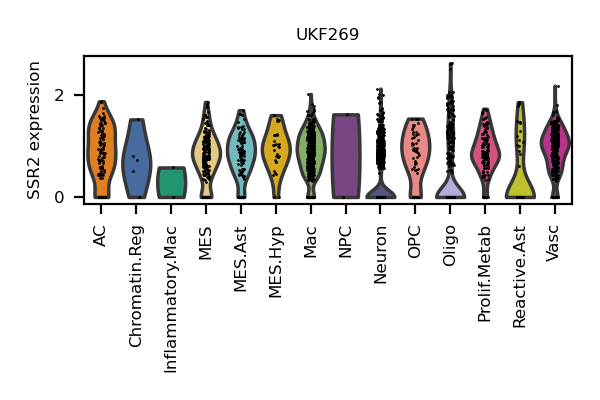 UKF269
SSR2 expression
2
0
AC
Chromatin.Reg
Inflammatory.Mac
MES
MES.Ast
MES.Hyp
Mac
NPC
Neuron
OPC
Oligo
Prolif.Metab
Reactive.Ast
Vasc